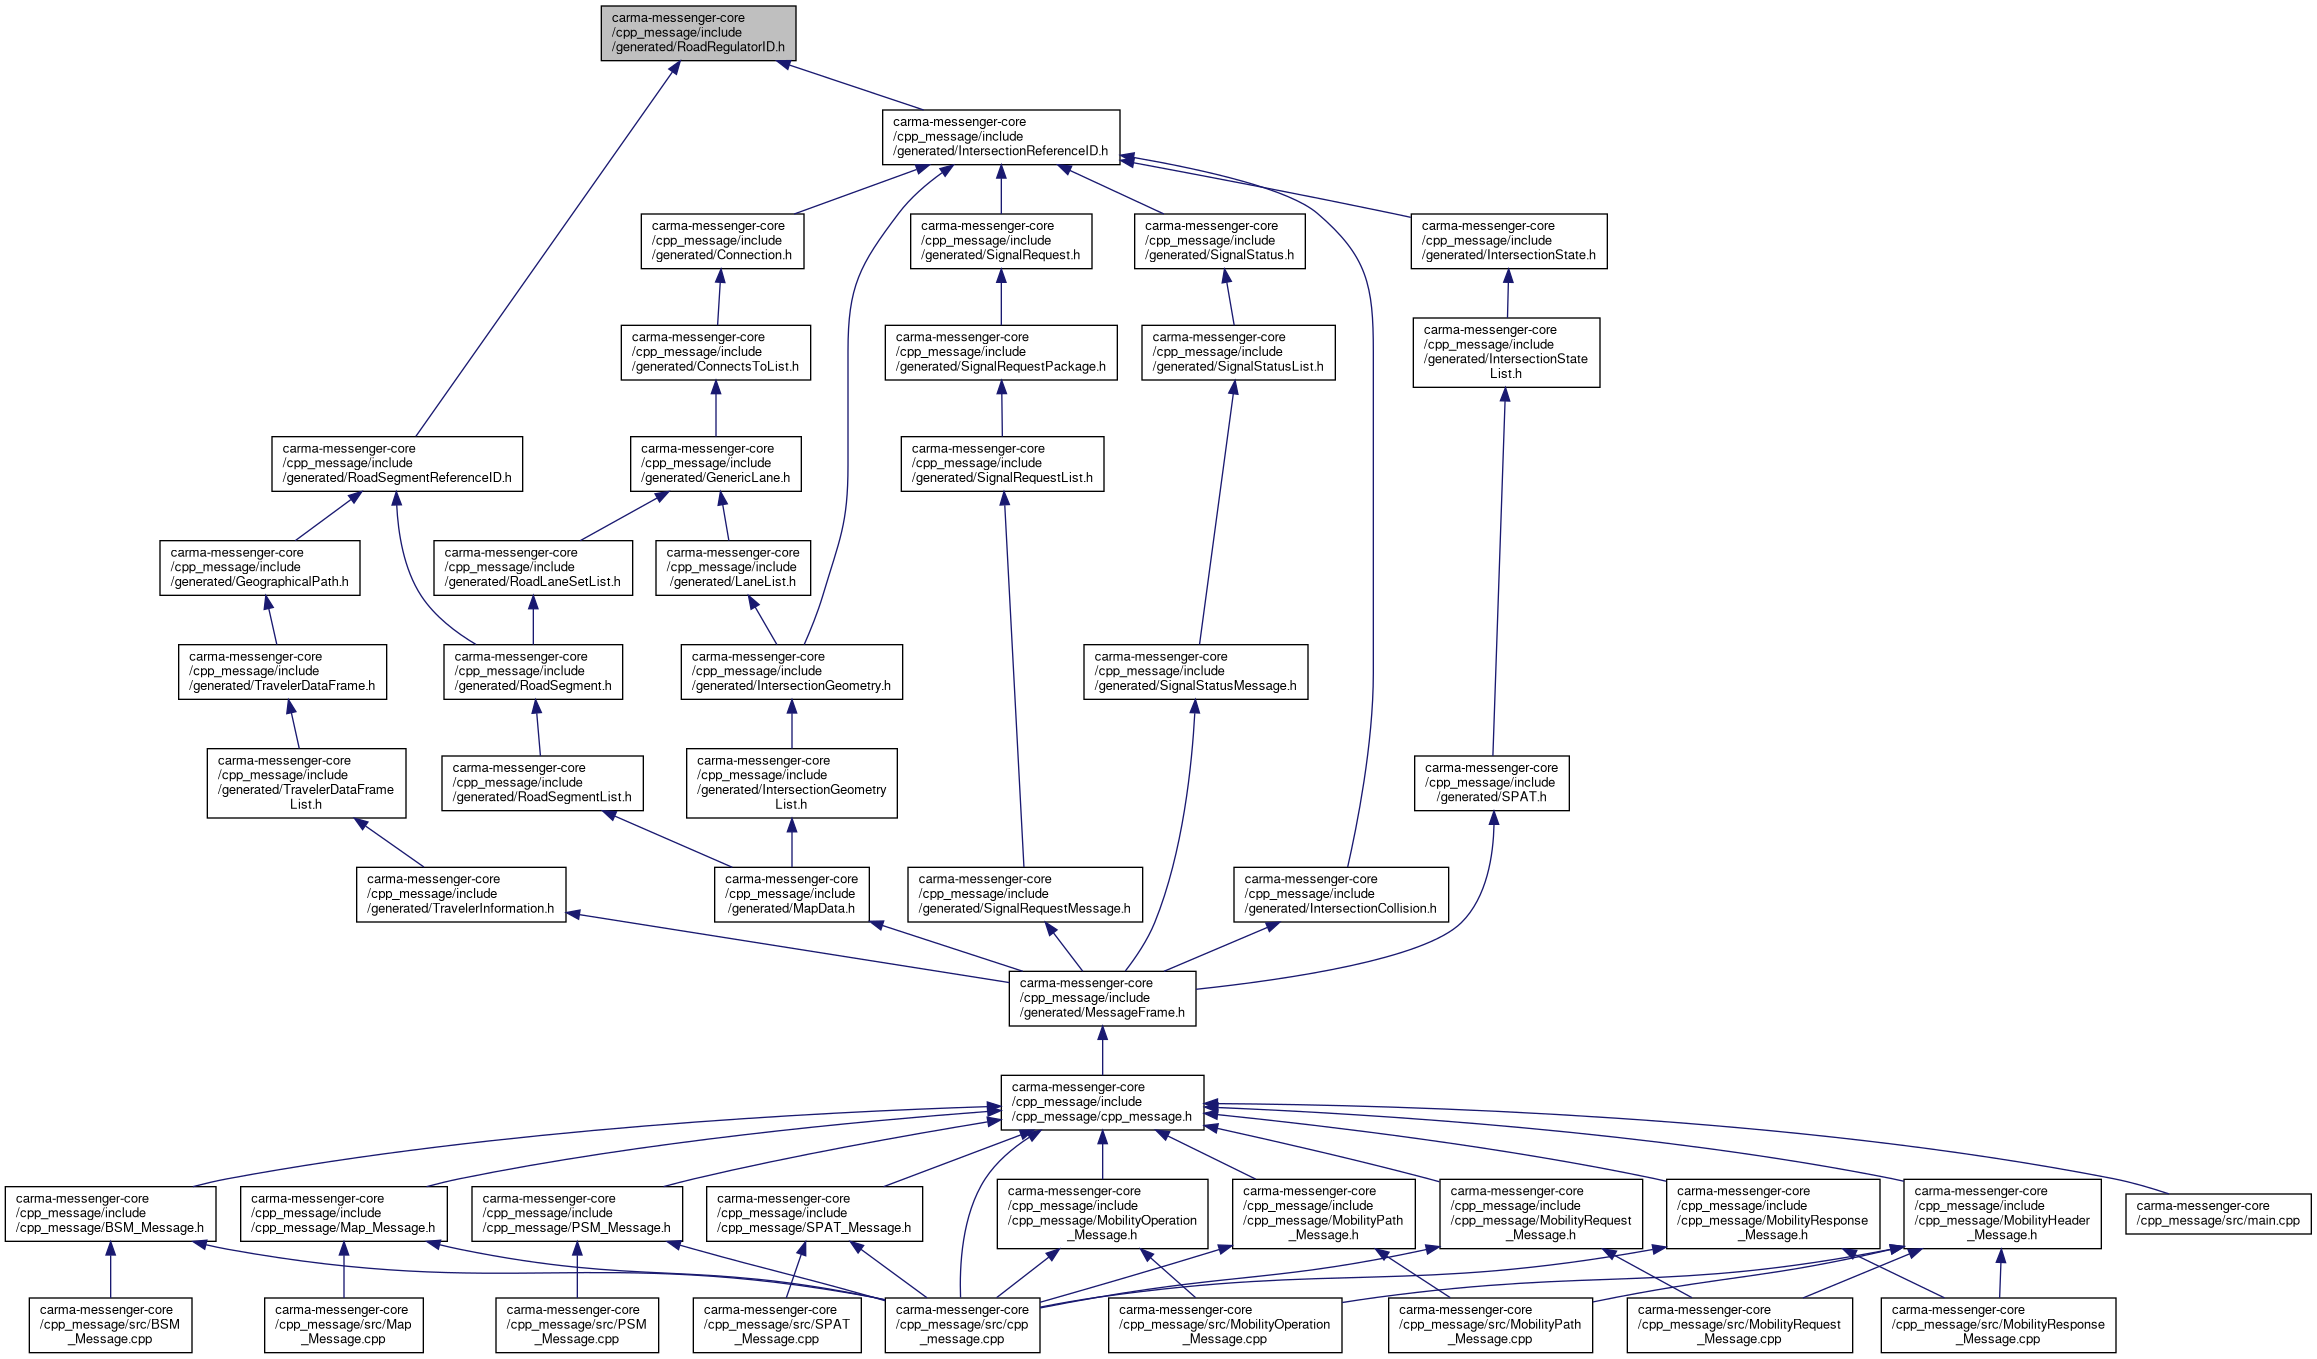 carma-messenger-core
/cpp_message/include
/generated/RoadRegulatorID.h
carma-messenger-core
/cpp_message/include
/generated/IntersectionReferenceID.h
carma-messenger-core
/cpp_message/include
/generated/Connection.h
carma-messenger-core
/cpp_message/include
/generated/SignalRequest.h
carma-messenger-core
/cpp_message/include
/generated/SignalStatus.h
carma-messenger-core
/cpp_message/include
/generated/IntersectionState.h
carma-messenger-core
/cpp_message/include
/generated/ConnectsToList.h
carma-messenger-core
/cpp_message/include
/generated/SignalRequestPackage.h
carma-messenger-core
/cpp_message/include
/generated/SignalStatusList.h
carma-messenger-core
/cpp_message/include
/generated/IntersectionState
List.h
carma-messenger-core
/cpp_message/include
/generated/RoadSegmentReferenceID.h
carma-messenger-core
/cpp_message/include
/generated/GenericLane.h
carma-messenger-core
/cpp_message/include
/generated/SignalRequestList.h
carma-messenger-core
/cpp_message/include
/generated/GeographicalPath.h
carma-messenger-core
/cpp_message/include
/generated/RoadLaneSetList.h
carma-messenger-core
/cpp_message/include
/generated/LaneList.h
carma-messenger-core
/cpp_message/include
/generated/TravelerDataFrame.h
carma-messenger-core
/cpp_message/include
/generated/RoadSegment.h
carma-messenger-core
/cpp_message/include
/generated/IntersectionGeometry.h
carma-messenger-core
/cpp_message/include
/generated/SignalStatusMessage.h
carma-messenger-core
/cpp_message/include
/generated/TravelerDataFrame
List.h
carma-messenger-core
/cpp_message/include
/generated/RoadSegmentList.h
carma-messenger-core
/cpp_message/include
/generated/IntersectionGeometry
List.h
carma-messenger-core
/cpp_message/include
/generated/SPAT.h
carma-messenger-core
/cpp_message/include
/generated/TravelerInformation.h
carma-messenger-core
/cpp_message/include
/generated/MapData.h
carma-messenger-core
/cpp_message/include
/generated/SignalRequestMessage.h
carma-messenger-core
/cpp_message/include
/generated/IntersectionCollision.h
carma-messenger-core
/cpp_message/include
/generated/MessageFrame.h
carma-messenger-core
/cpp_message/include
/cpp_message/cpp_message.h
carma-messenger-core
/cpp_message/include
/cpp_message/BSM_Message.h
carma-messenger-core
/cpp_message/include
/cpp_message/Map_Message.h
carma-messenger-core
/cpp_message/include
/cpp_message/PSM_Message.h
carma-messenger-core
/cpp_message/include
/cpp_message/SPAT_Message.h
carma-messenger-core
/cpp_message/include
/cpp_message/MobilityOperation
_Message.h
carma-messenger-core
/cpp_message/include
/cpp_message/MobilityPath
_Message.h
carma-messenger-core
/cpp_message/include
/cpp_message/MobilityRequest
_Message.h
carma-messenger-core
/cpp_message/include
/cpp_message/MobilityResponse
_Message.h
carma-messenger-core
/cpp_message/include
/cpp_message/MobilityHeader
_Message.h
carma-messenger-core
/cpp_message/src/main.cpp
carma-messenger-core
/cpp_message/src/BSM
_Message.cpp
carma-messenger-core
/cpp_message/src/Map
_Message.cpp
carma-messenger-core
/cpp_message/src/PSM
_Message.cpp
carma-messenger-core
/cpp_message/src/SPAT
_Message.cpp
carma-messenger-core
/cpp_message/src/cpp
_message.cpp
carma-messenger-core
/cpp_message/src/MobilityOperation
_Message.cpp
carma-messenger-core
/cpp_message/src/MobilityPath
_Message.cpp
carma-messenger-core
/cpp_message/src/MobilityRequest
_Message.cpp
carma-messenger-core
/cpp_message/src/MobilityResponse
_Message.cpp